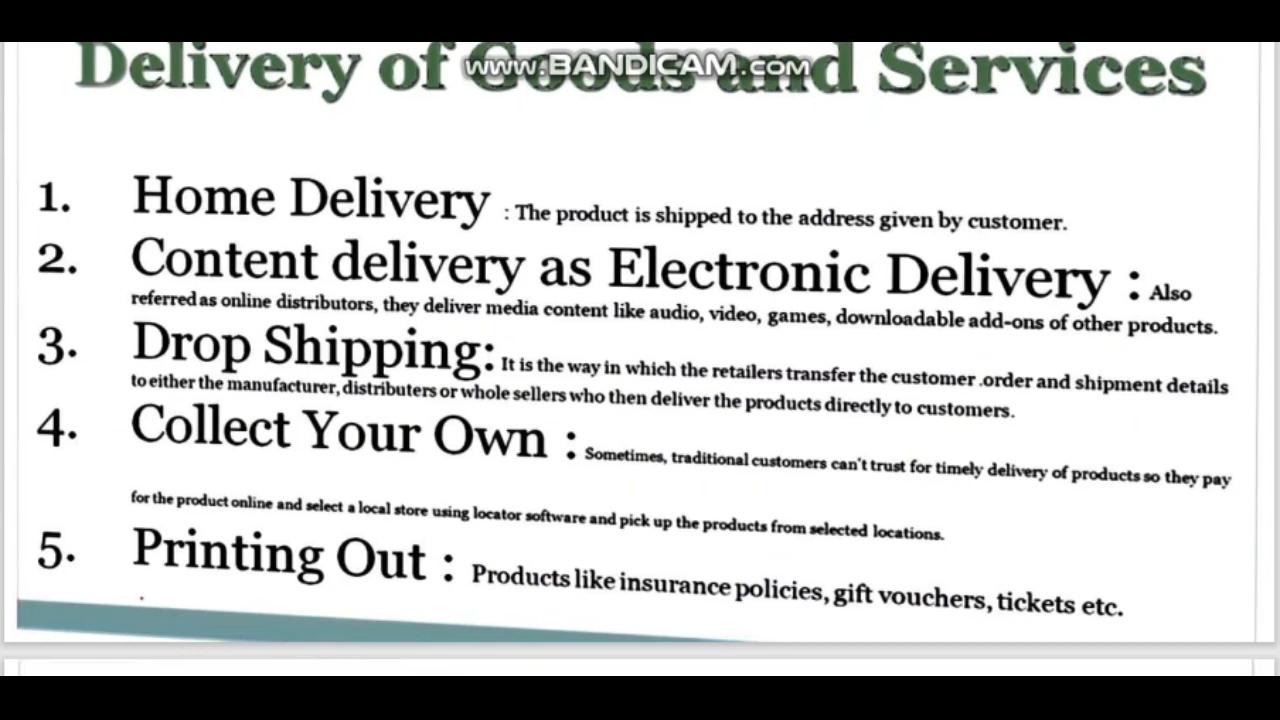 www.BANDICAM.com
Delivery of Goods and Services
1. Home Delivery : The product is shipped to the address given by customer.
2. Content delivery as Electronic Delivery : Also
referred as online distributors, they deliver media content like audio, video, games, downloadable add-ons of other products.
3. Drop Shipping: It is the way in which the retailers transfer the customer .order and shipment details
to either the manufacturer, distributers or whole sellers who then deliver the products directly to customers.
4. Collect Your Own : Sometimes, traditional customers can't trust for timely delivery of products so they pay
for the product online and select a local store using locator software and pick up the products from selected locations.
5. Printing Out : Products like insurance policies, gift vouchers, tickets etc.